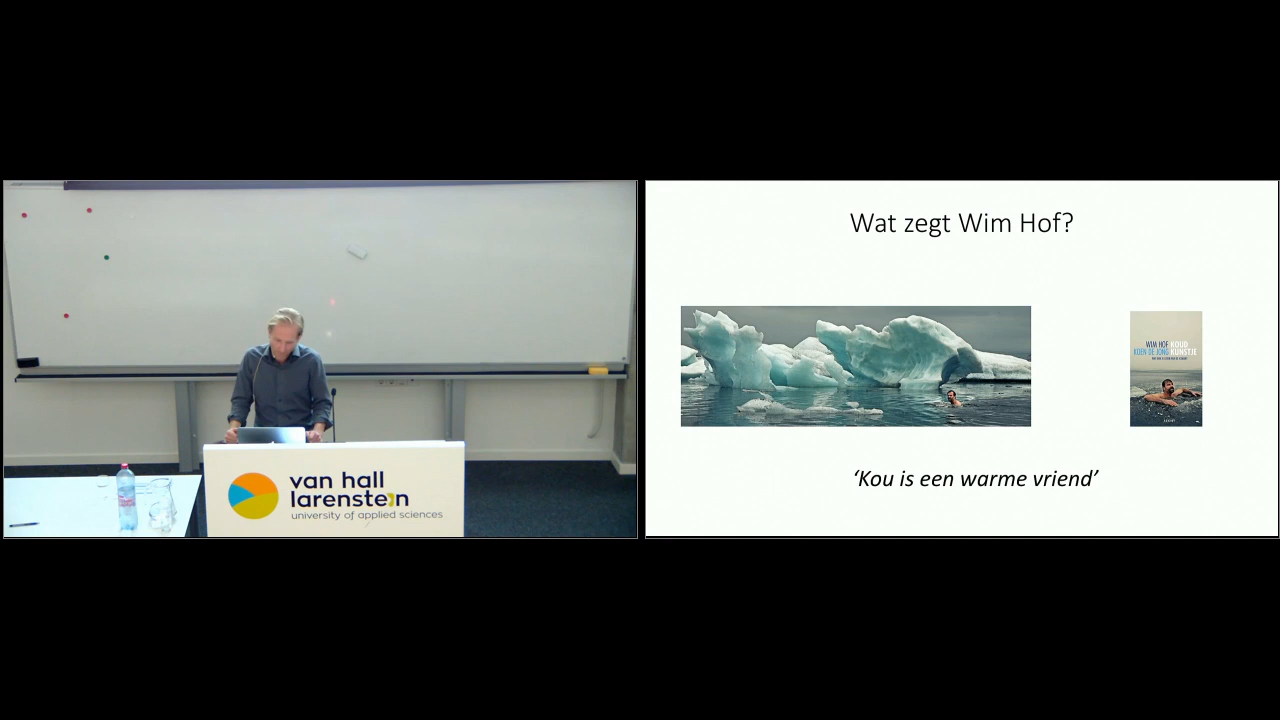 van hall
larenstein
university of applied sciences
Wat zegt Wim Hof?
WIM HOF KOUD
KOEN DE JONG KUNSTJE
‘Kou is een warme vriend’